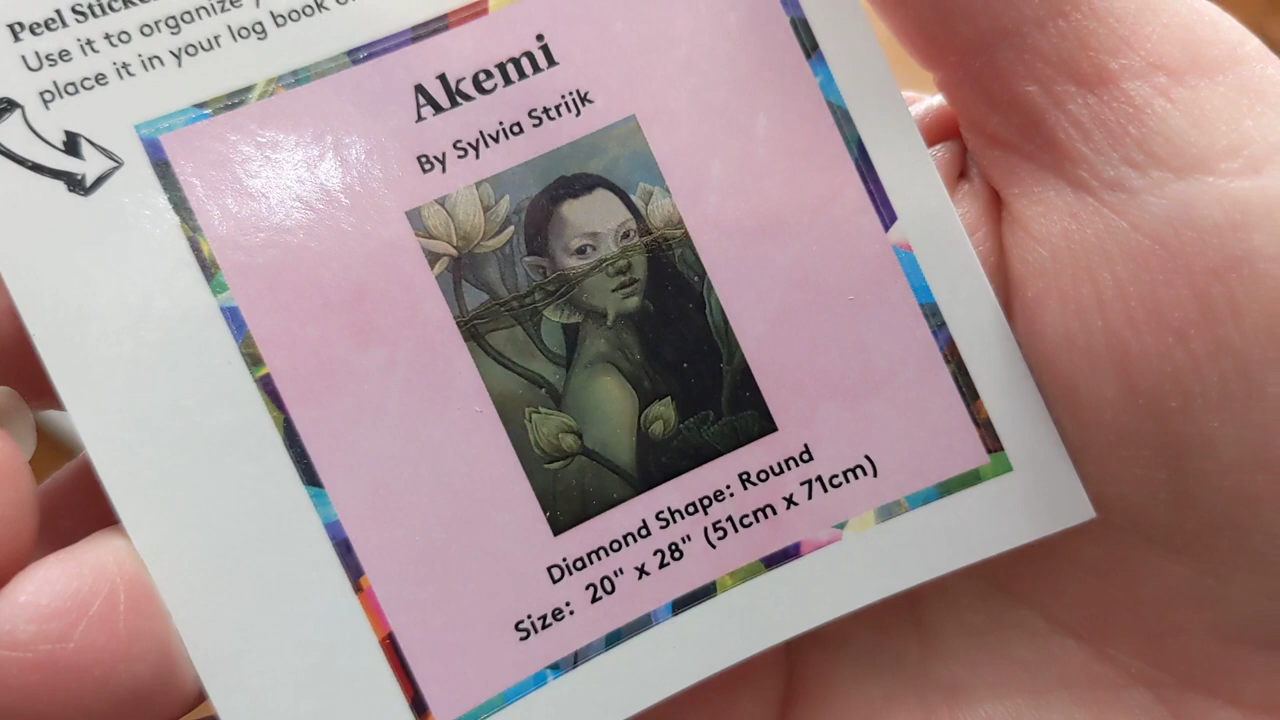 Peel Sticke
Use it to organize
place it in your log book o
Akemi
By Sylvia Strijk
Diamond Shape: Round
Size: 20" x 28" (51cm x 71cm)